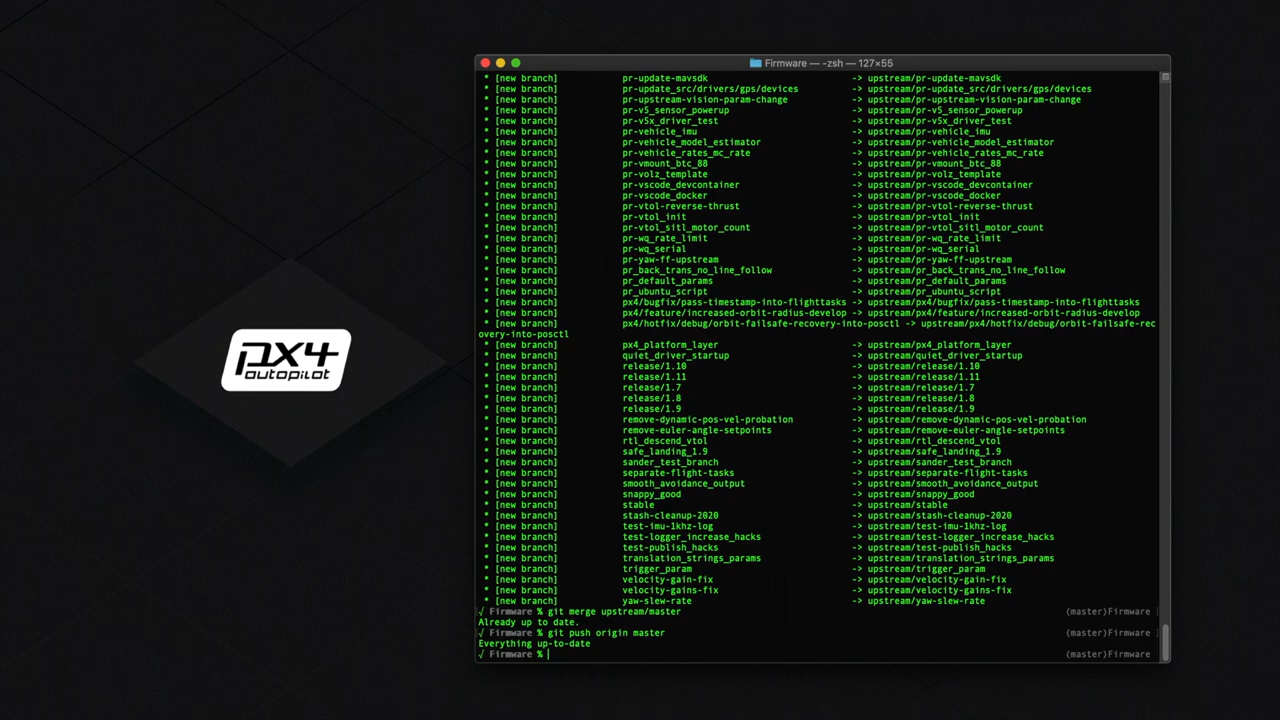 px4
autopilot
Firmware — -zsh — 127×55
* [new branch] pr-update-mavsdk -> upstream/pr-update-mavsdk
* [new branch] pr-update_src/drivers/gps/devices -> upstream/pr-update_src/drivers/gps/devices
* [new branch] pr-upstream-vision-param-change -> upstream/pr-upstream-vision-param-change
* [new branch] pr-v5_sensor_powerup -> upstream/pr-v5_sensor_powerup
* [new branch] pr-v5x_driver_test -> upstream/pr-v5x_driver_test
* [new branch] pr-vehicle_imu -> upstream/pr-vehicle_imu
* [new branch] pr-vehicle_model_estimator -> upstream/pr-vehicle_model_estimator
* [new branch] pr-vehicle_rates_mc_rate -> upstream/pr-vehicle_rates_mc_rate
* [new branch] pr-vmount_btc_88 -> upstream/pr-vmount_btc_88
* [new branch] pr-volz_template -> upstream/pr-volz_template
* [new branch] pr-vscode_devcontainer -> upstream/pr-vscode_devcontainer
* [new branch] pr-vscode_docker -> upstream/pr-vscode_docker
* [new branch] pr-vtol-reverse-thrust -> upstream/pr-vtol-reverse-thrust
* [new branch] pr-vtol_init -> upstream/pr-vtol_init
* [new branch] pr-vtol_sitl_motor_count -> upstream/pr-vtol_sitl_motor_count
* [new branch] pr-wq_rate_limit -> upstream/pr-wq_rate_limit
* [new branch] pr-wq_serial -> upstream/pr-wq_serial
* [new branch] pr-yaw-ff-upstream -> upstream/pr-yaw-ff-upstream
* [new branch] pr_back_trans_no_line_follow -> upstream/pr_back_trans_no_line_follow
* [new branch] pr_default_params -> upstream/pr_default_params
* [new branch] pr_ubuntu_script -> upstream/pr_ubuntu_script
* [new branch] px4/bugfix/pass-timestamp-into-flighttasks -> upstream/px4/bugfix/pass-timestamp-into-flighttasks
* [new branch] px4/feature/increased-orbit-radius-develop -> upstream/px4/feature/increased-orbit-radius-develop
* [new branch] px4/hotfix/debug/orbit-failsafe-recovery-into-posctl -> upstream/px4/hotfix/debug/orbit-failsafe-rec
overy-into-posctl
* [new branch] px4_platform_layer -> upstream/px4_platform_layer
* [new branch] quiet_driver_startup -> upstream/quiet_driver_startup
* [new branch] release/1.10 -> upstream/release/1.10
* [new branch] release/1.11 -> upstream/release/1.11
* [new branch] release/1.7 -> upstream/release/1.7
* [new branch] release/1.8 -> upstream/release/1.8
* [new branch] release/1.9 -> upstream/release/1.9
* [new branch] remove-dynamic-pos-vel-probation -> upstream/remove-dynamic-pos-vel-probation
* [new branch] remove-euler-angle-setpoints -> upstream/remove-euler-angle-setpoints
* [new branch] rtl_descend_vtol -> upstream/rtl_descend_vtol
* [new branch] safe_landing_1.9 -> upstream/safe_landing_1.9
* [new branch] sander_test_branch -> upstream/sander_test_branch
* [new branch] separate-flight-tasks -> upstream/separate-flight-tasks
* [new branch] smooth_avoidance_output -> upstream/smooth_avoidance_output
* [new branch] snappy_good -> upstream/snappy_good
* [new branch] stable -> upstream/stable
* [new branch] stash-cleanup-2020 -> upstream/stash-cleanup-2020
* [new branch] test-imu-1khz-log -> upstream/test-imu-1khz-log
* [new branch] test-logger_increase_hacks -> upstream/test-logger_increase_hacks
* [new branch] test-publish_hacks -> upstream/test-publish_hacks
* [new branch] translation_strings_params -> upstream/translation_strings_params
* [new branch] trigger_param -> upstream/trigger_param
* [new branch] velocity-gain-fix -> upstream/velocity-gain-fix
* [new branch] velocity-gains-fix -> upstream/velocity-gains-fix
* [new branch] yaw-slew-rate -> upstream/yaw-slew-rate
√ Firmware % git merge upstream/master (master)Firmware
Already up to date.
√ Firmware % git push origin master (master)Firmware
Everything up-to-date
√ Firmware % (master)Firmware